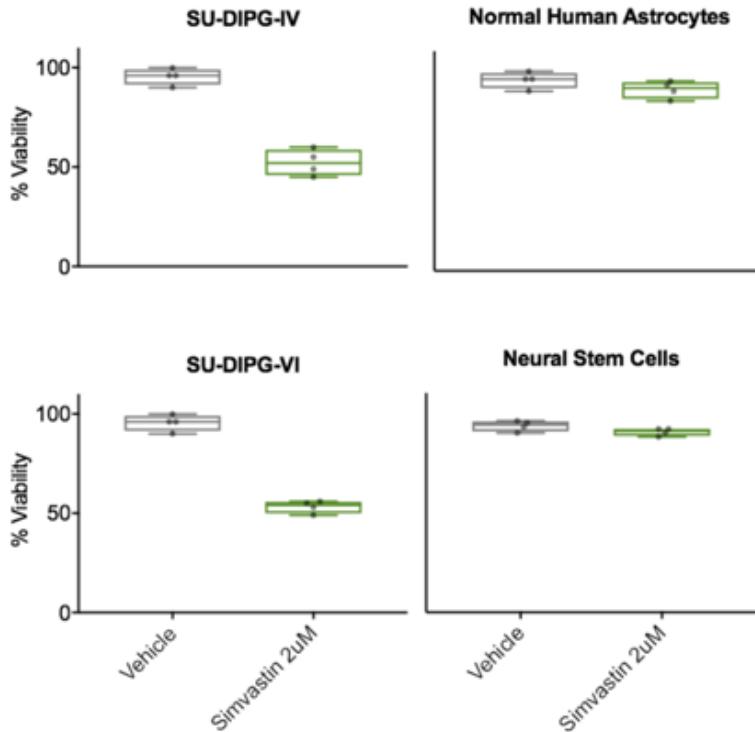 SU-DIPG-IV
Normal Human Astrocytes
100
50
0
% Viability
SU-DIPG-VI
Neural Stem Cells
100
50
0
% Viability
Vehicle
Simvastin 2uM
Vehicle
Simvastin 2uM